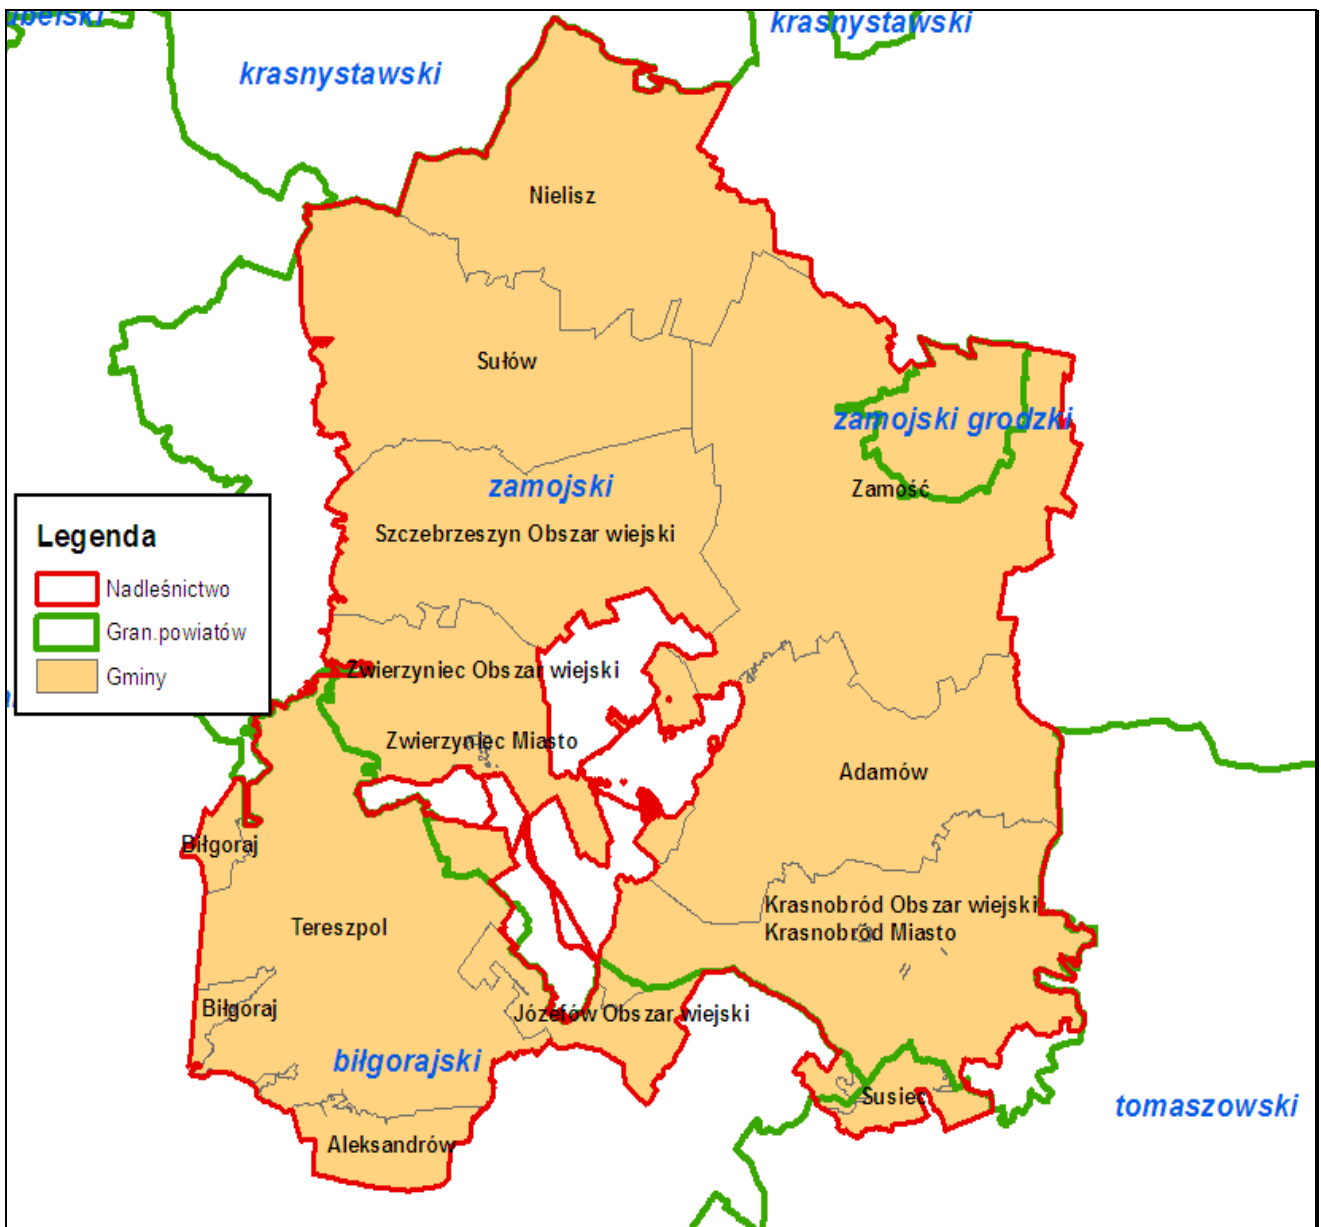 krasnystawski
krasnystawski
Nielisz
Sułów
zamojski grodzki
zamojski
Zamość
Szczebrzeszyn Obszar wiejski
Legenda
Nadleśnictwo
Gran.powiatów
Gminy
Zwierzyniec Obszar wiejski
Zwierzyniec Miasto
Adamów
Biłgoraj
Krasnobród Obszar wiejski
Krasnobród Miasto
Tereszpol
Biłgoraj
Józefów Obszar wiejski
biłgorajski
Susiec
tomaszowski
Aleksandrów